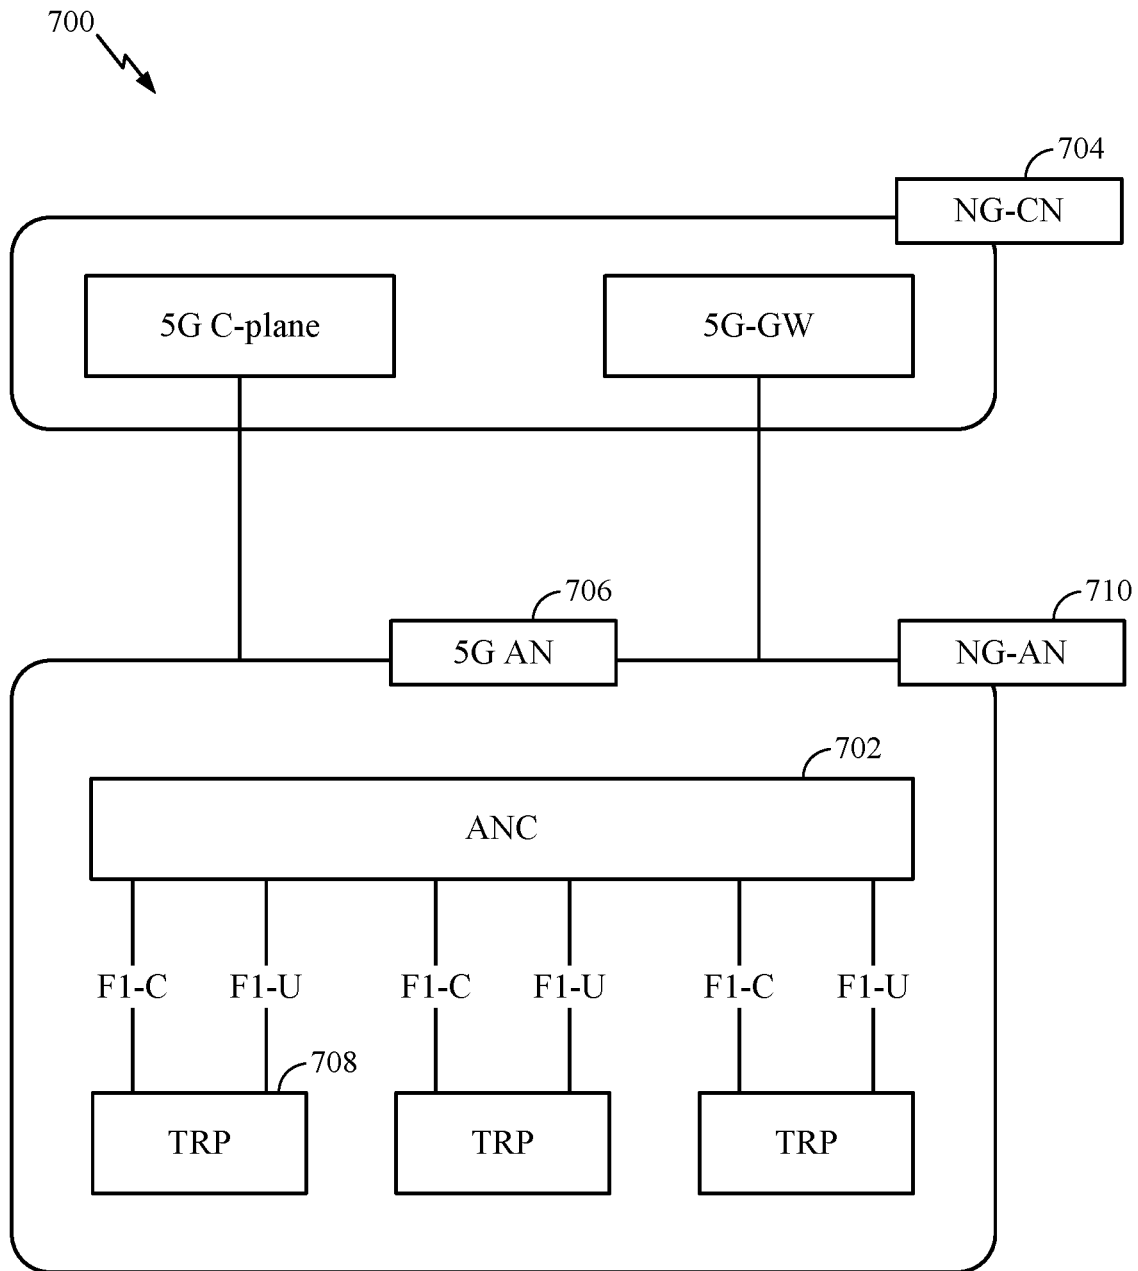 700
704
NG-CN
5G C-plane
5G-GW
706
710
5G AN
NG-AN
702
ANC
F1-C
F1-U
F1-C
F1-U
F1-C
F1-U
708
TRP
TRP
TRP